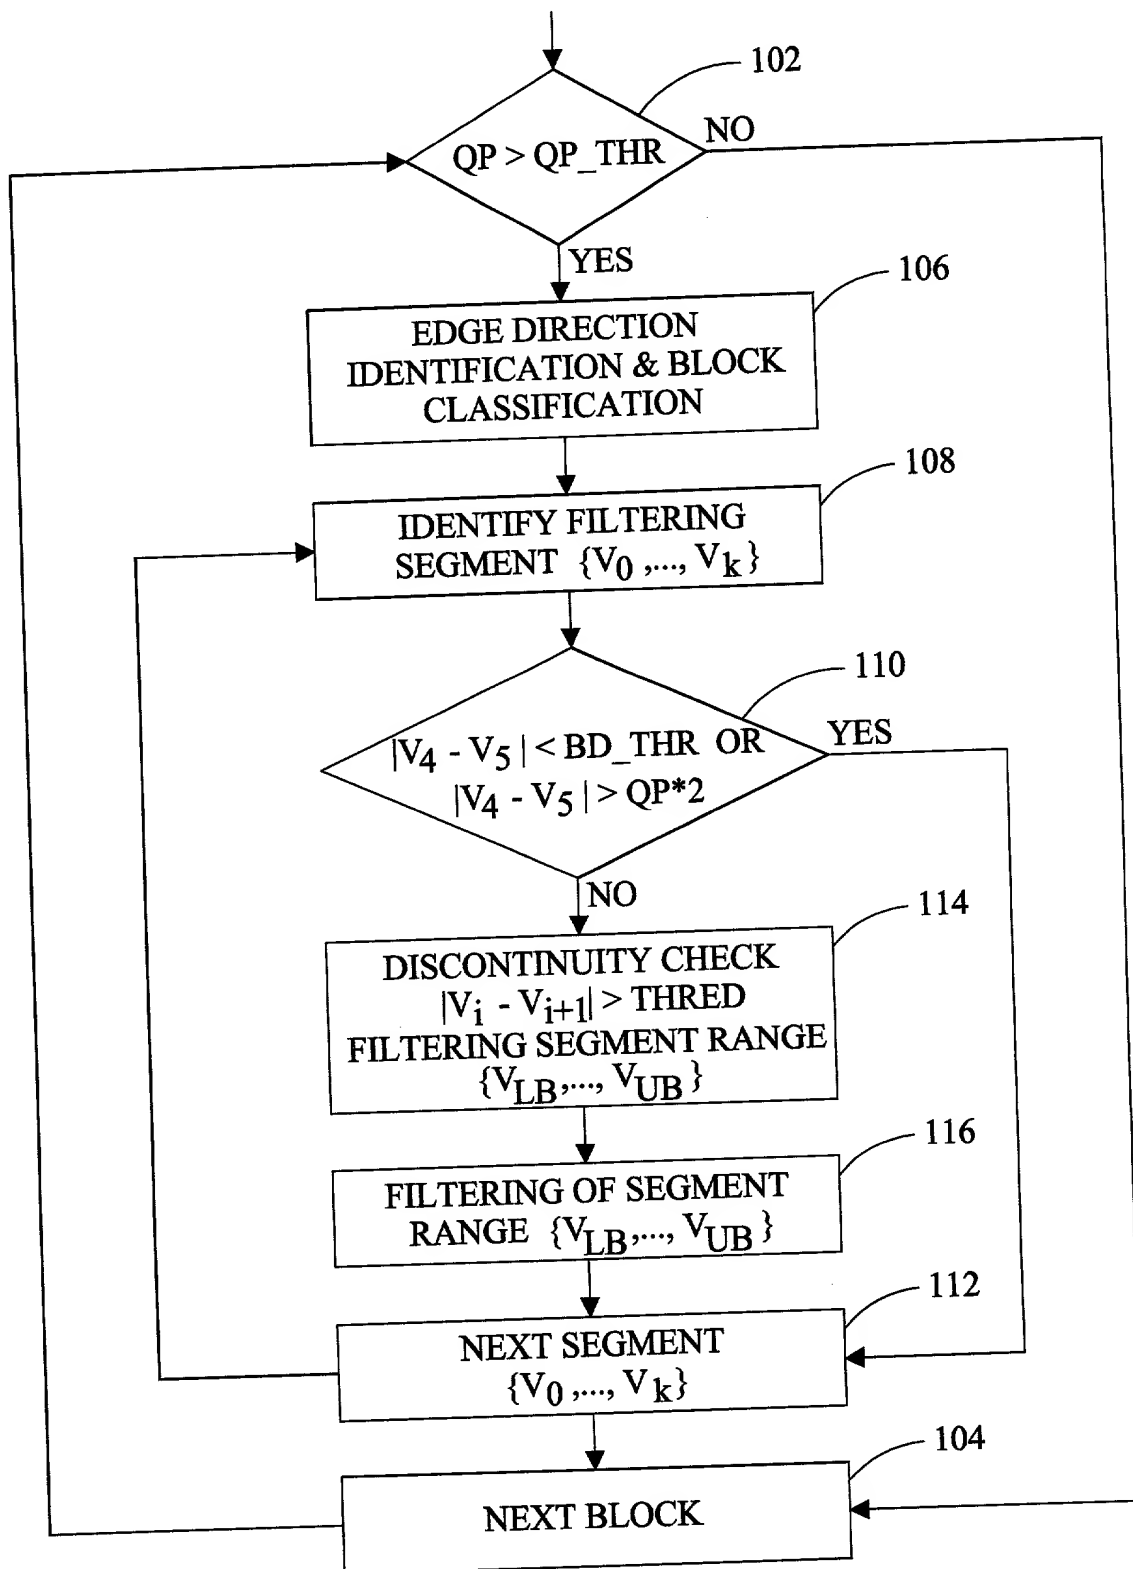 102
QP > QP_THR
NO
YES
106
EDGE DIRECTION
IDENTIFICATION & BLOCK
CLASSIFICATION
108
IDENTIFY FILTERING
SEGMENT {V0 ,..., Vk}
110
|V4 - V5| < BD_THR OR
|V4 - V5| > QP*2
YES
NO
114
DISCONTINUITY CHECK
|Vi - Vi+1| > THRED
FILTERING SEGMENT RANGE
{VLB,..., VUB}
116
FILTERING OF SEGMENT
RANGE {VLB,..., VUB}
112
NEXT SEGMENT
{V0 ,..., Vk}
104
NEXT BLOCK